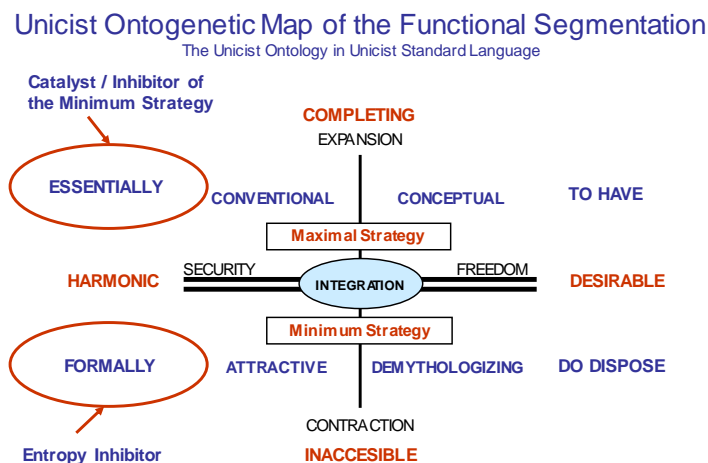 Unicist Ontogenetic Map of the Functional Segmentation
The Unicist Ontology in Unicist Standard Language
Catalyst / Inhibitor of
the Minimum Strategy
COMPLETING
EXPANSION
ESSENTIALLY
CONVENTIONAL
CONCEPTUAL
TO HAVE
Maximal Strategy
HARMONIC
SECURITY
FREEDOM
DESIRABLE
INTEGRATION
Minimum Strategy
FORMALLY
ATTRACTIVE
DEMYTHOLOGIZING
DO DISPOSE
CONTRACTION
Entropy Inhibitor
INACCESIBLE